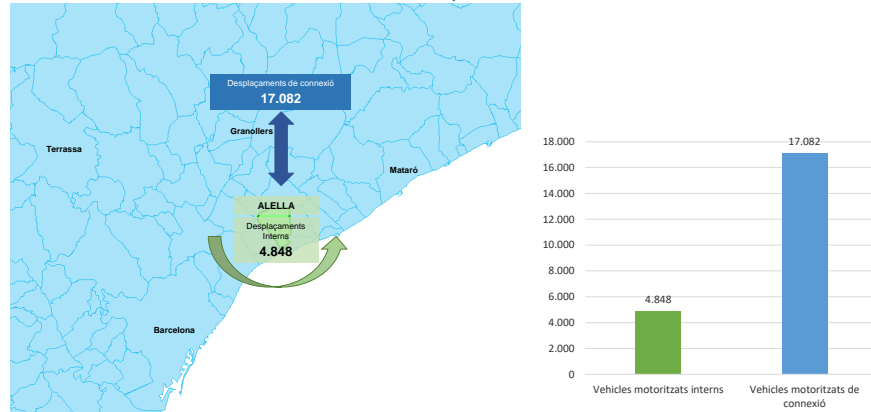 Desplaçaments de connexió
17.082
Granollers
Terrassa
Mataró
ALELLA
Desplaçaments
Interns
4.848
Barcelona
18.000
16.000
14.000
12.000
10.000
8.000
6.000
4.000
2.000
0
4.848
17.082
Vehicles motoritzats interns
Vehicles motoritzats de
connexió